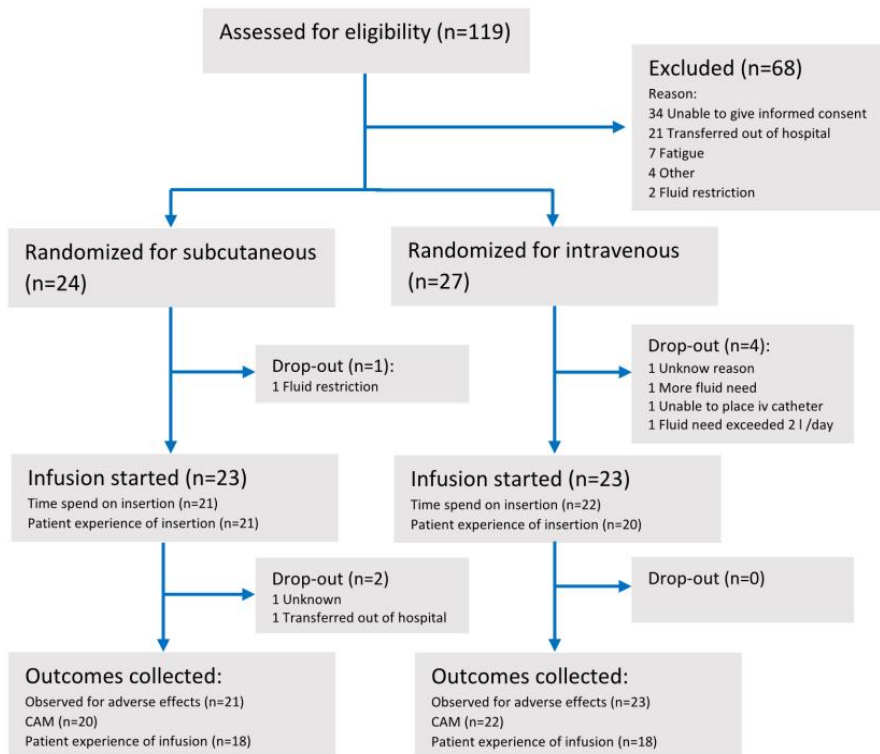 Assessed for eligibility (n=119)
Excluded (n=68)
Reason:
34 Unable to give informed consent
21 Transferred out of hospital
7 Fatigue
4 Other
2 Fluid restriction
Randomized for subcutaneous
(n=24)
Randomized for intravenous
(n=27)
Drop-out (n=1):
1 Fluid restriction
Drop-out (n=4):
1 Unknow reason
1 More fluid need
1 Unable to place iv catheter
1 Fluid need exceeded 2 l /day
Infusion started (n=23)
Time spend on insertion (n=21)
Patient experience of insertion (n=21)
Infusion started (n=23)
Time spend on insertion (n=22)
Patient experience of insertion (n=20)
Drop-out (n=2)
1 Unknown
1 Transferred out of hospital
Drop-out (n=0)
Outcomes collected:
Observed for adverse effects (n=21)
CAM (n=20)
Patient experience of infusion (n=18)
Outcomes collected:
Observed for adverse effects (n=23)
CAM (n=22)
Patient experience of infusion (n=18)